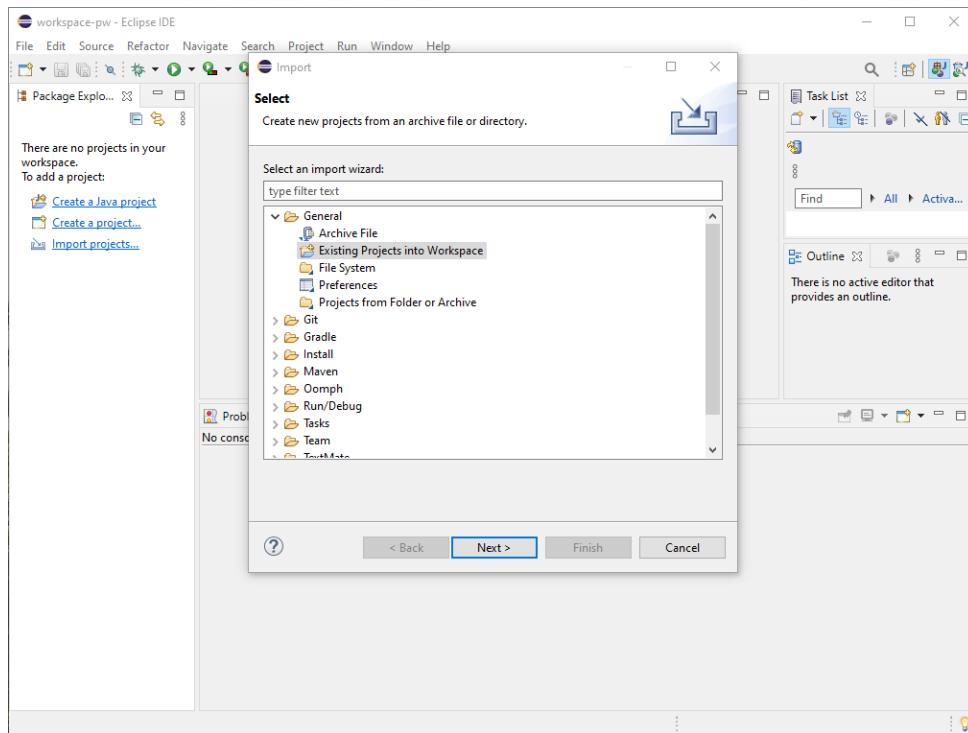 workspace-pw - Eclipse IDE
File Edit Source Refactor Navigate Search Project Run Window Help
Package Explo...
There are no projects in your
workspace.
To add a project:
Create a Java project
Create a project...
Import projects...
Import
Select
Create new projects from an archive file or directory.
Select an import wizard:
type filter text
General
Archive File
Existing Projects into Workspace
File System
Preferences
Projects from Folder or Archive
Git
Gradle
Install
Maven
Oomph
Run/Debug
Tasks
Team
TextMate
? < Back Next > Finish Cancel
Probl
No conso
Task List
Find All Activa...
Outline
There is no active editor that
provides an outline.